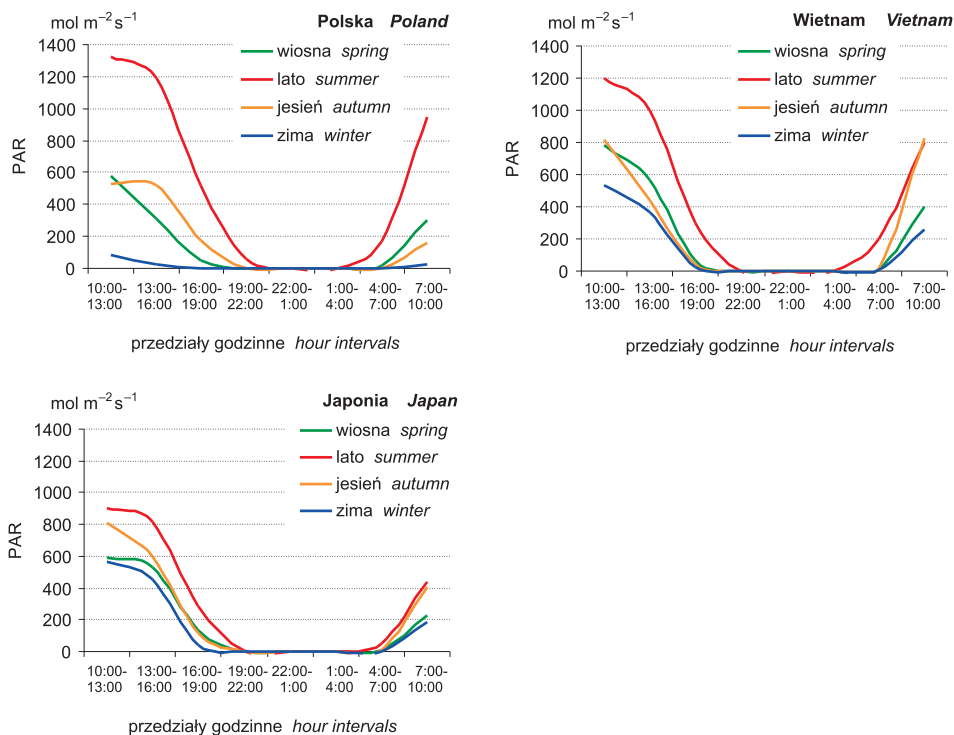 mol m⁻² s⁻¹
Polska Poland
PAR
1400
1200
1000
800
600
400
200
0
wiosna spring
lato summer
jesień autumn
zima winter
10:00- 13:00- 16:00- 19:00- 22:00- 1:00- 4:00- 7:00-
13:00 16:00 19:00 22:00 1:00 4:00 7:00 10:00
przedziały godzinne hour intervals
mol m⁻² s⁻¹
Wietnam Vietnam
PAR
1400
1200
1000
800
600
400
200
0
wiosna spring
lato summer
jesień autumn
zima winter
10:00- 13:00- 16:00- 19:00- 22:00- 1:00- 4:00- 7:00-
13:00 16:00 19:00 22:00 1:00 4:00 7:00 10:00
przedziały godzinne hour intervals
mol m⁻² s⁻¹
Japonia Japan
PAR
1400
1200
1000
800
600
400
200
0
wiosna spring
lato summer
jesień autumn
zima winter
10:00- 13:00- 16:00- 19:00- 22:00- 1:00- 4:00- 7:00-
13:00 16:00 19:00 22:00 1:00 4:00 7:00 10:00
przedziały godzinne hour intervals